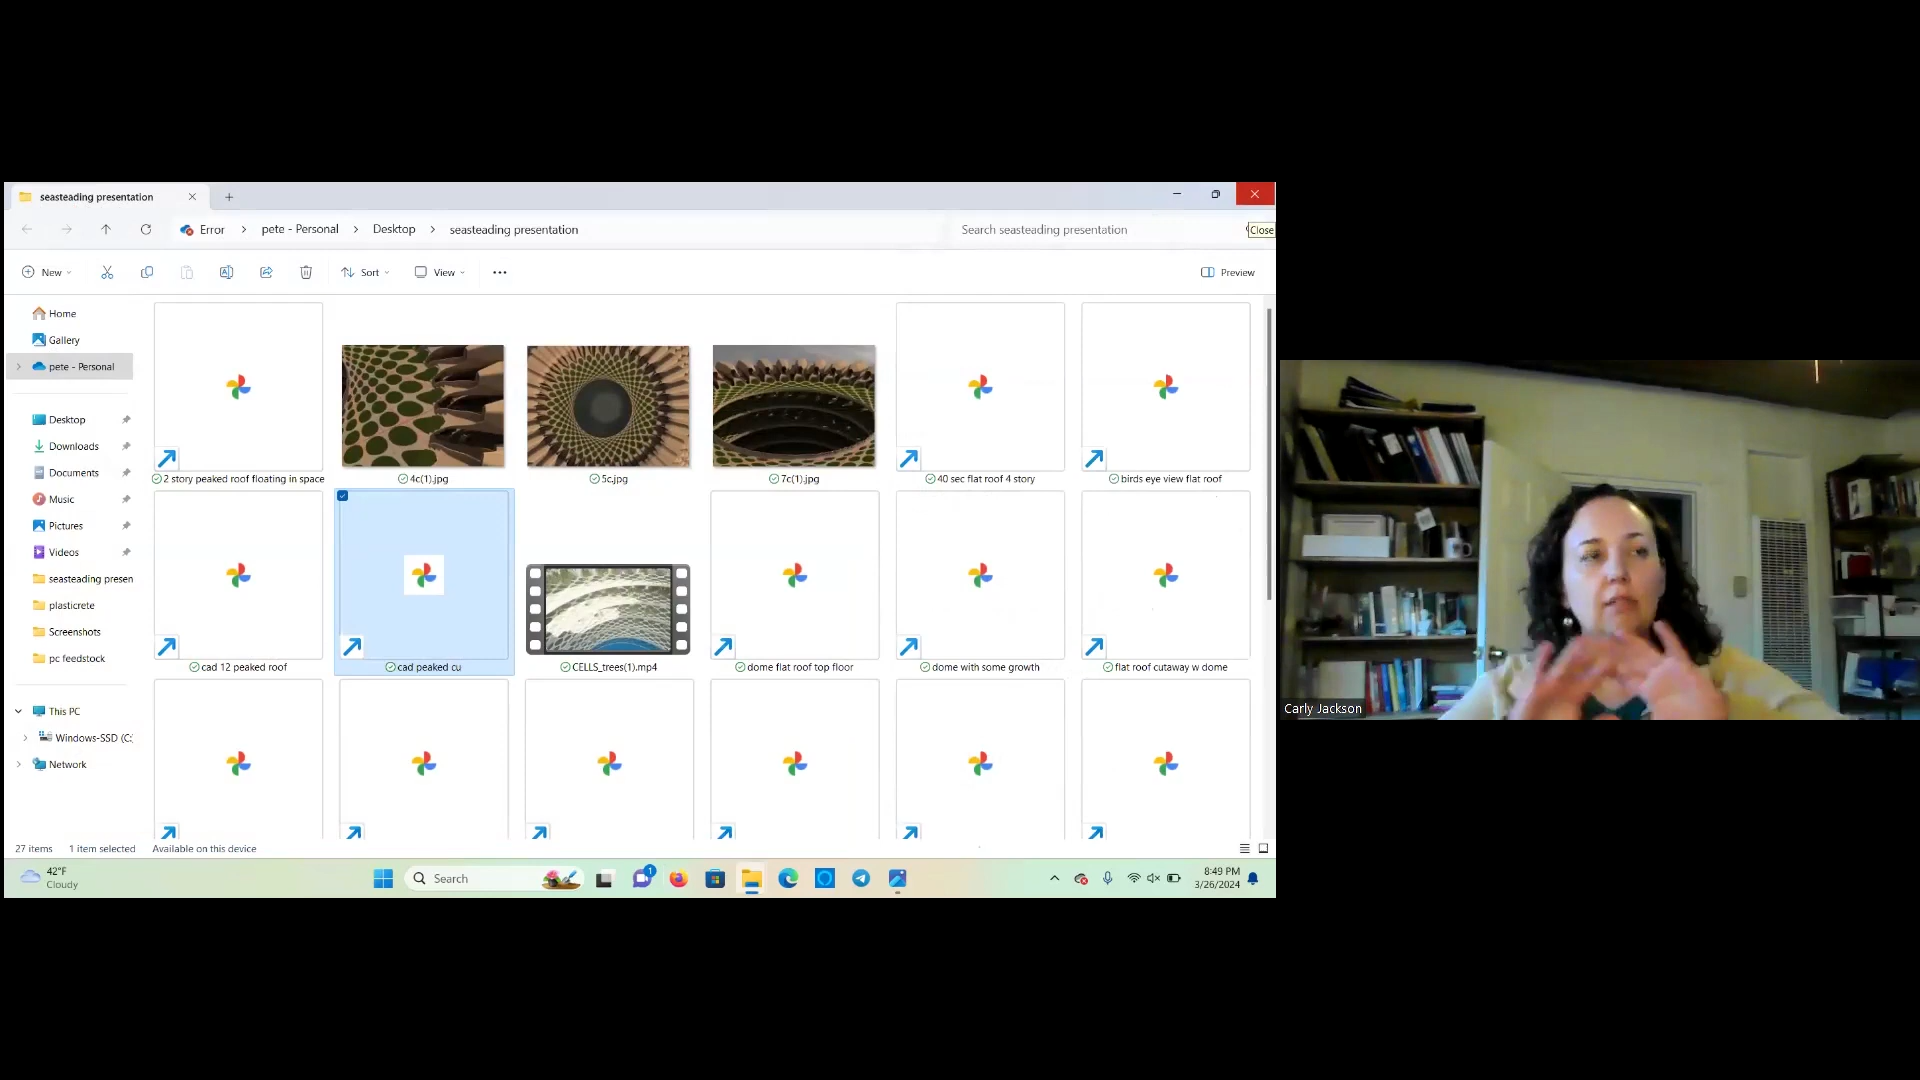 seasteading presentation
Error > pete - Personal > Desktop > seasteading presentation
Search seasteading presentation
Close
New
Sort
View
Preview
Home
Gallery
pete - Personal
Desktop
Downloads
Documents
Music
Pictures
Videos
seasteading presen
plasticrete
Screenshots
pc feedstock
This PC
Windows-SSD (C:
Network
2 story peaked roof floating in space
4c(1).jpg
5c.jpg
7c(1).jpg
40 sec flat roof 4 story
birds eye view flat roof
cad 12 peaked roof
cad peaked cu
CELLS_trees(1).mp4
dome flat roof top floor
dome with some growth
flat roof cutaway w dome
27 items
1 item selected
Available on this device
42°F
Cloudy
Search
1
8:49 PM
3/26/2024
Carly Jackson